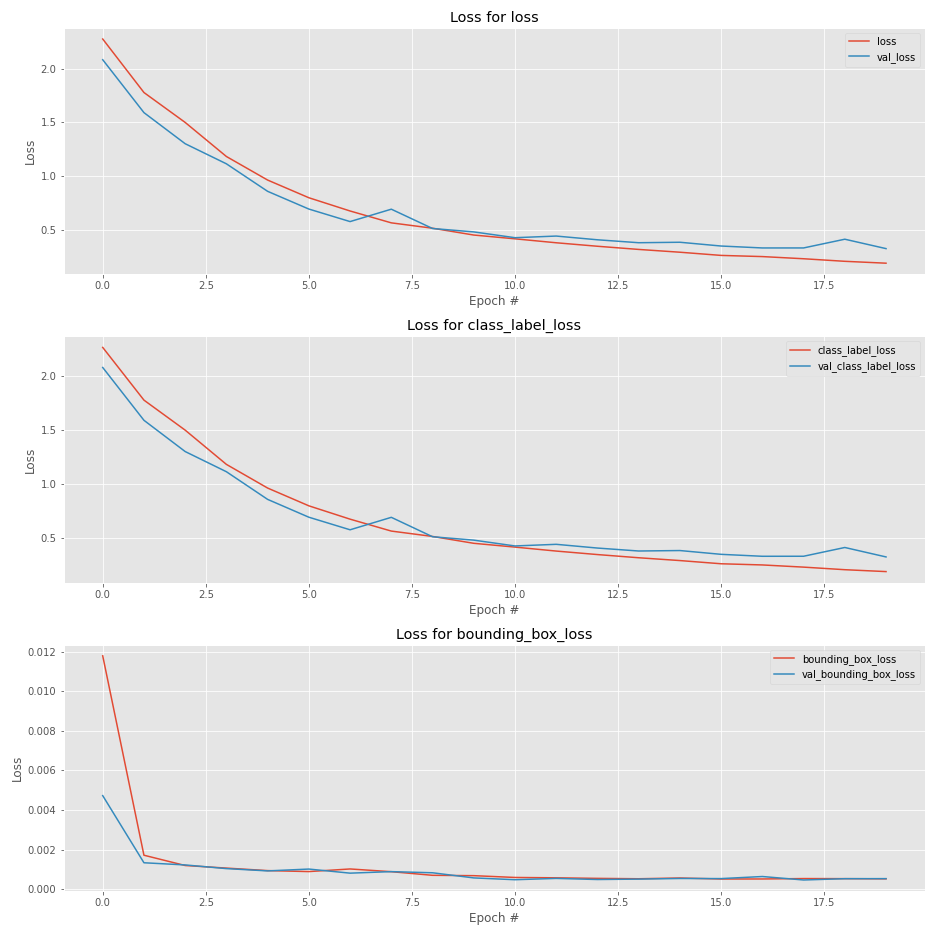 Loss for loss
loss
val_loss
2.0
1.5
1.0
0.5
Loss
0.0 2.5 5.0 7.5 10.0 12.5 15.0 17.5
Epoch #
Loss for class_label_loss
class_label_loss
val_class_label_loss
2.0
1.5
1.0
0.5
Loss
0.0 2.5 5.0 7.5 10.0 12.5 15.0 17.5
Epoch #
Loss for bounding_box_loss
bounding_box_loss
val_bounding_box_loss
0.012
0.010
0.008
0.006
0.004
0.002
0.000
Loss
0.0 2.5 5.0 7.5 10.0 12.5 15.0 17.5
Epoch #